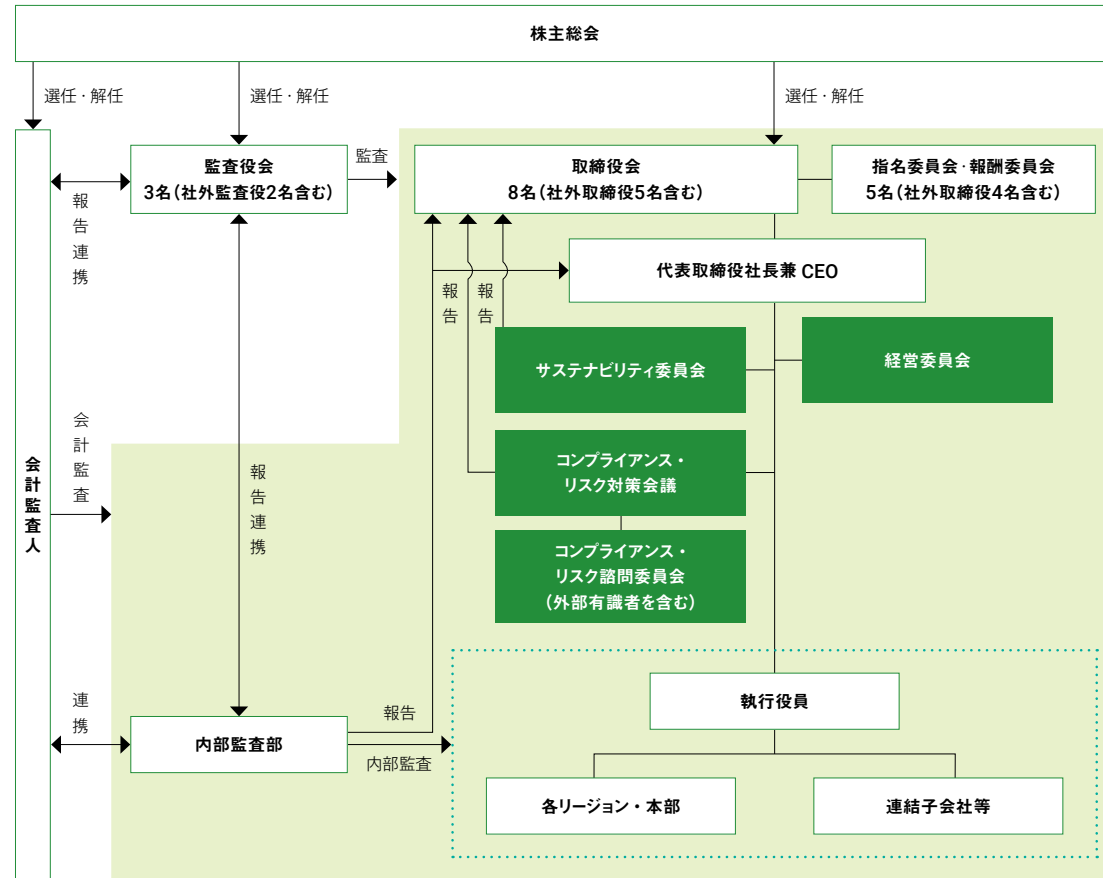 株主総会
選任・解任
選任・解任
選任・解任
監査役会
3名（社外監査役2名含む）
監査
取締役会
8名（社外取締役5名含む）
指名委員会・報酬委員会
5名（社外取締役4名含む）
報告連携
代表取締役社長兼 CEO
報告
報告
サステナビリティ委員会
経営委員会
会計監査
会計監査人
報告連携
コンプライアンス・
リスク対策会議
コンプライアンス・
リスク諮問委員会
（外部有識者を含む）
連携
内部監査部
報告
内部監査
執行役員
各リージョン・本部
連結子会社等